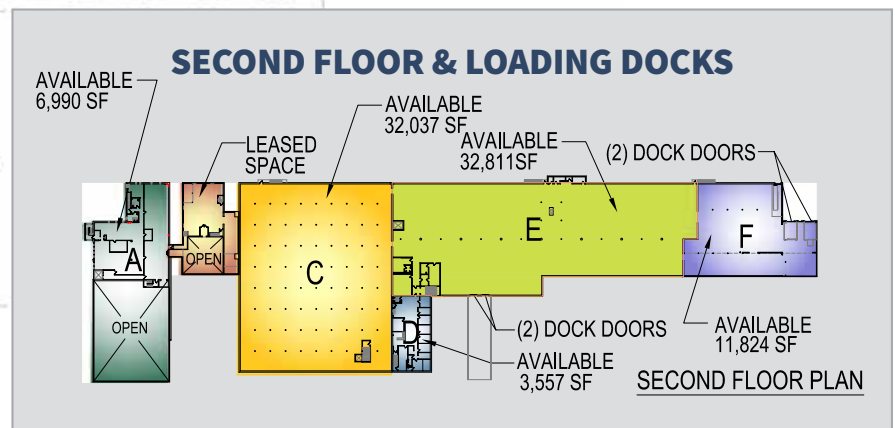 SECOND FLOOR & LOADING DOCKS
AVAILABLE
6,990 SF
LEASED
SPACE
AVAILABLE
32,037 SF
AVAILABLE
32,811SF
(2) DOCK DOORS
A
OPEN
OPEN
C
E
F
D
(2) DOCK DOORS
AVAILABLE
3,557 SF
AVAILABLE
11,824 SF
SECOND FLOOR PLAN